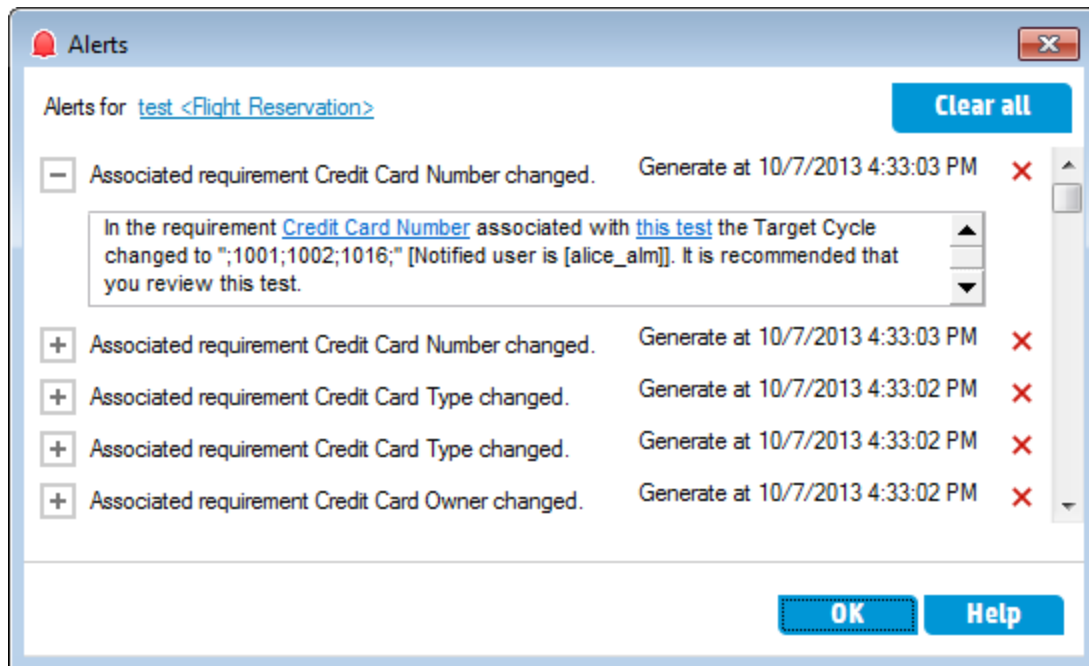 Alerts
Alerts for test <Flight Reservation>
Clear all
Associated requirement Credit Card Number changed. Generate at 10/7/2013 4:33:03 PM
In the requirement Credit Card Number associated with this test the Target Cycle
changed to ";1001;1002;1016;" [Notified user is [alice_alm]]. It is recommended that
you review this test.
Associated requirement Credit Card Number changed. Generate at 10/7/2013 4:33:03 PM
Associated requirement Credit Card Type changed. Generate at 10/7/2013 4:33:02 PM
Associated requirement Credit Card Type changed. Generate at 10/7/2013 4:33:02 PM
Associated requirement Credit Card Owner changed. Generate at 10/7/2013 4:33:02 PM
OK Help